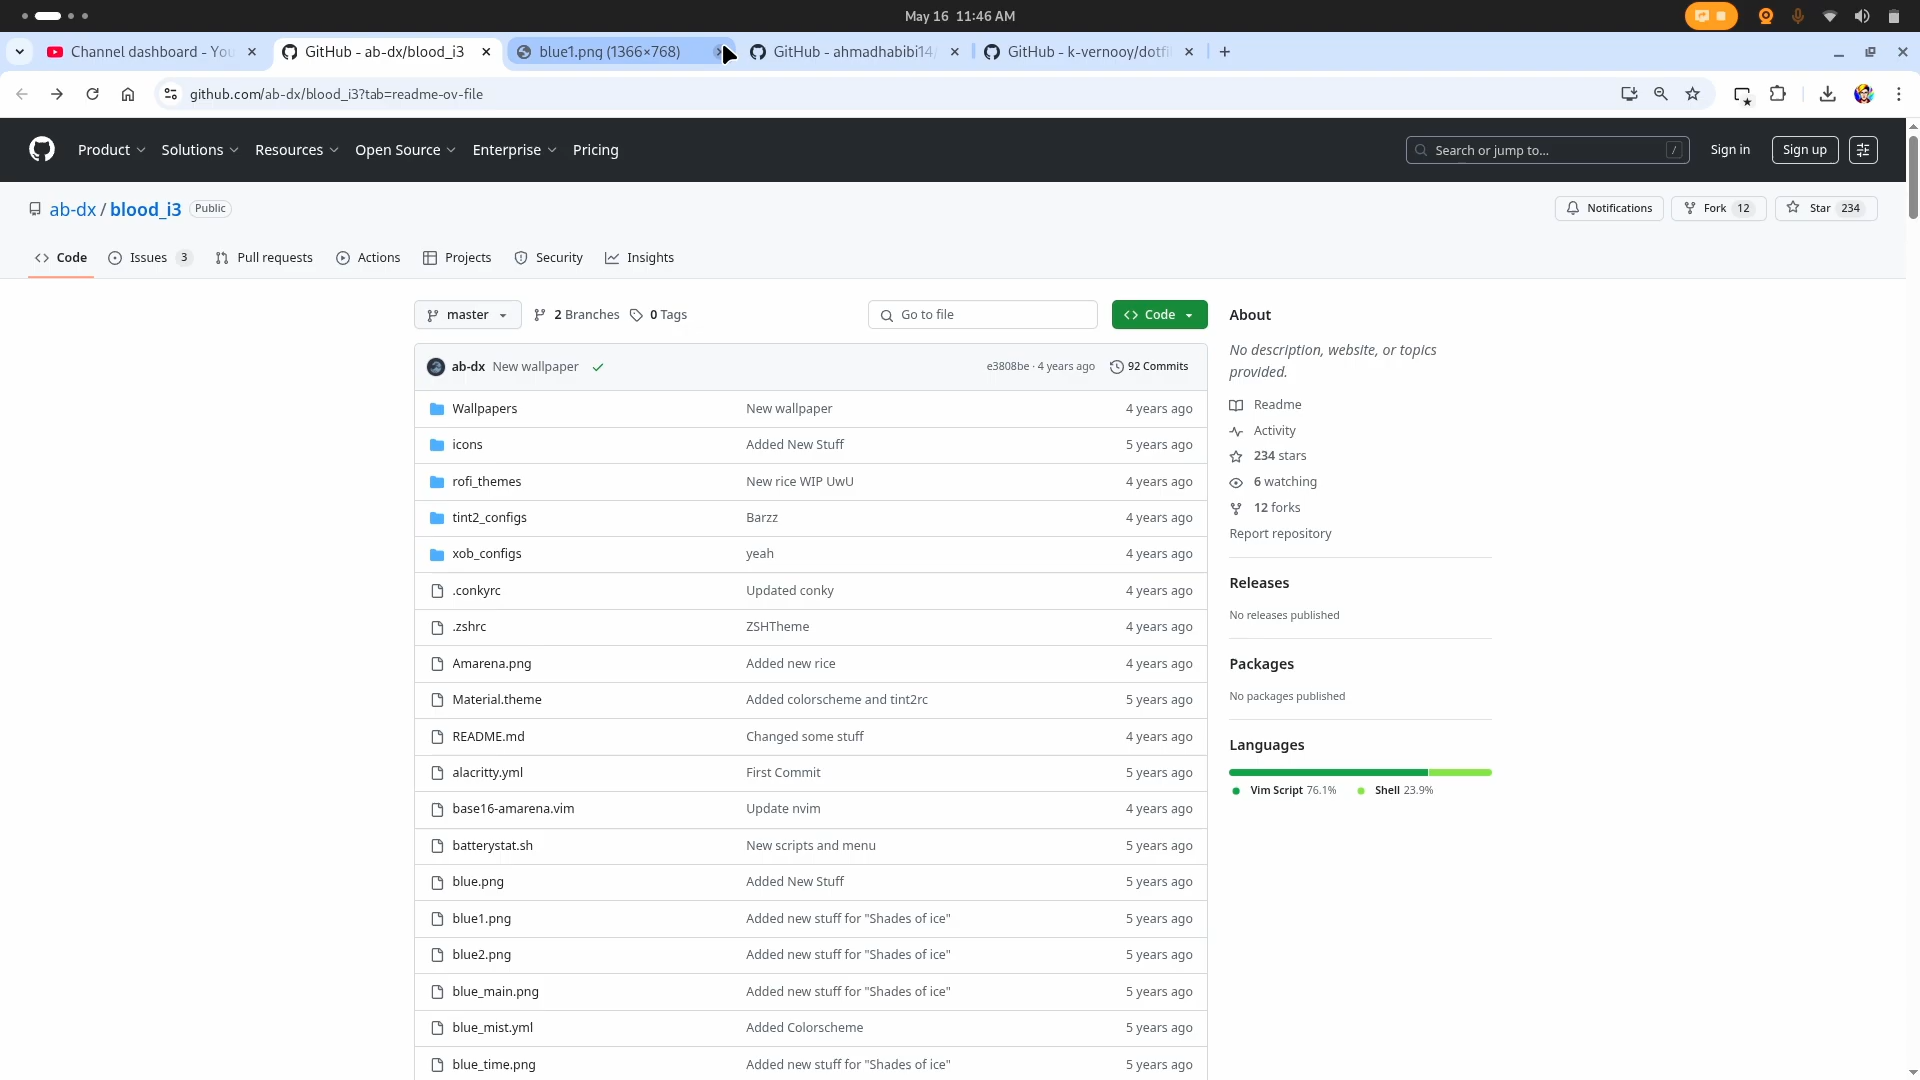 May 16  11:46 AM
Channel dashboard - You
GitHub - ab-dx/blood_i3
blue1.png (1366×768)
GitHub - ahmadhabibi14/
GitHub - k-vernooy/dotfi
github.com/ab-dx/blood_i3?tab=readme-ov-file
Product
Solutions
Resources
Open Source
Enterprise
Pricing
Search or jump to...
/
Sign in
Sign up
ab-dx / blood_i3 Public
Notifications
Fork 12
Star 234
Code
Issues 3
Pull requests
Actions
Projects
Security
Insights
master
2 Branches
0 Tags
Go to file
Code
ab-dx New wallpaper e3808be · 4 years ago 92 Commits
Wallpapers New wallpaper 4 years ago
icons Added New Stuff 5 years ago
rofi_themes New rice WIP UwU 4 years ago
tint2_configs Barzz 4 years ago
xob_configs yeah 4 years ago
.conkyrc Updated conky 4 years ago
.zshrc ZSHTheme 4 years ago
Amarena.png Added new rice 4 years ago
Material.theme Added colorscheme and tint2rc 5 years ago
README.md Changed some stuff 4 years ago
alacritty.yml First Commit 5 years ago
base16-amarena.vim Update nvim 4 years ago
batterystat.sh New scripts and menu 5 years ago
blue.png Added New Stuff 5 years ago
blue1.png Added new stuff for "Shades of ice" 5 years ago
blue2.png Added new stuff for "Shades of ice" 5 years ago
blue_main.png Added new stuff for "Shades of ice" 5 years ago
blue_mist.yml Added Colorscheme 5 years ago
blue_time.png Added new stuff for "Shades of ice" 5 years ago
About
No description, website, or topics
provided.
Readme
Activity
234 stars
6 watching
12 forks
Report repository
Releases
No releases published
Packages
No packages published
Languages
Vim Script 76.1%
Shell 23.9%